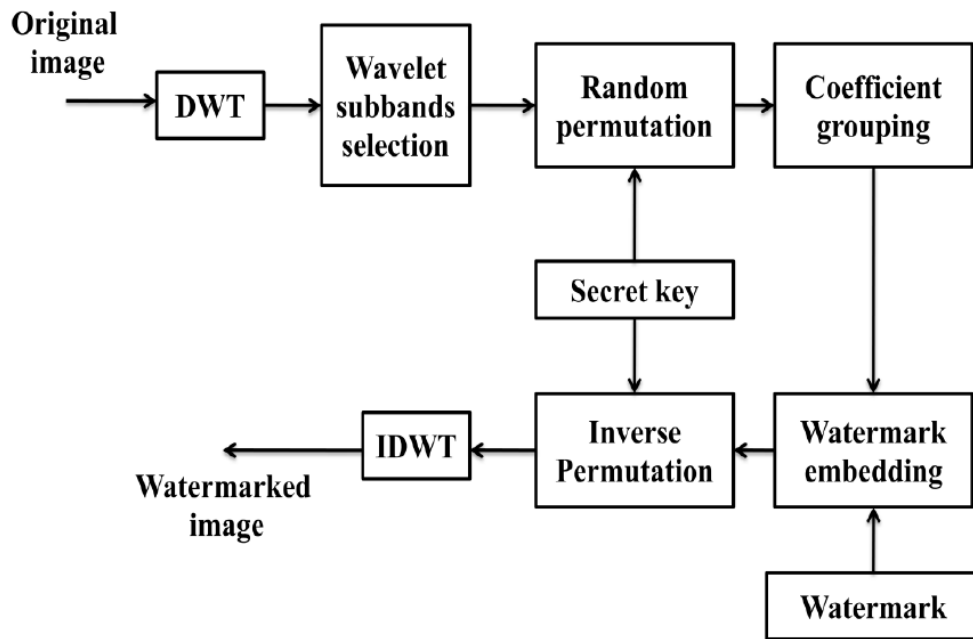 Original
image
DWT
Wavelet
subbands
selection
Random
permutation
Coefficient
grouping
Secret key
Watermarked
image
IDWT
Inverse
Permutation
Watermark
embedding
Watermark